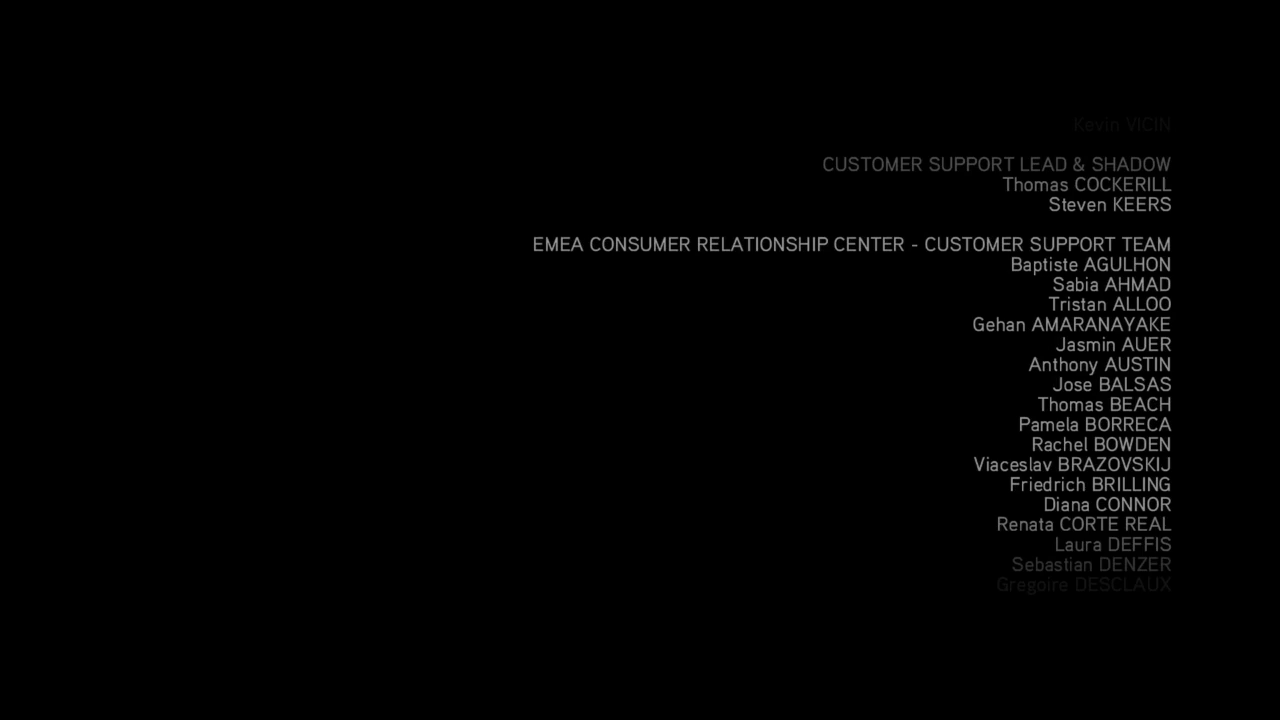 Kevin VICIN
CUSTOMER SUPPORT LEAD & SHADOW
Thomas COCKERILL
Steven KEERS
EMEA CONSUMER RELATIONSHIP CENTER - CUSTOMER SUPPORT TEAM
Baptiste AGULHON
Sabia AHMAD
Tristan ALLOO
Gehan AMARANAYAKE
Jasmin AUER
Anthony AUSTIN
Jose BALSAS
Thomas BEACH
Pamela BORRECA
Rachel BOWDEN
Viaceslav BRAZOVSKIJ
Friedrich BRILLING
Diana CONNOR
Renata CORTE REAL
Laura DEFFIS
Sebastian DENZER
Gregoire DESCLAUX